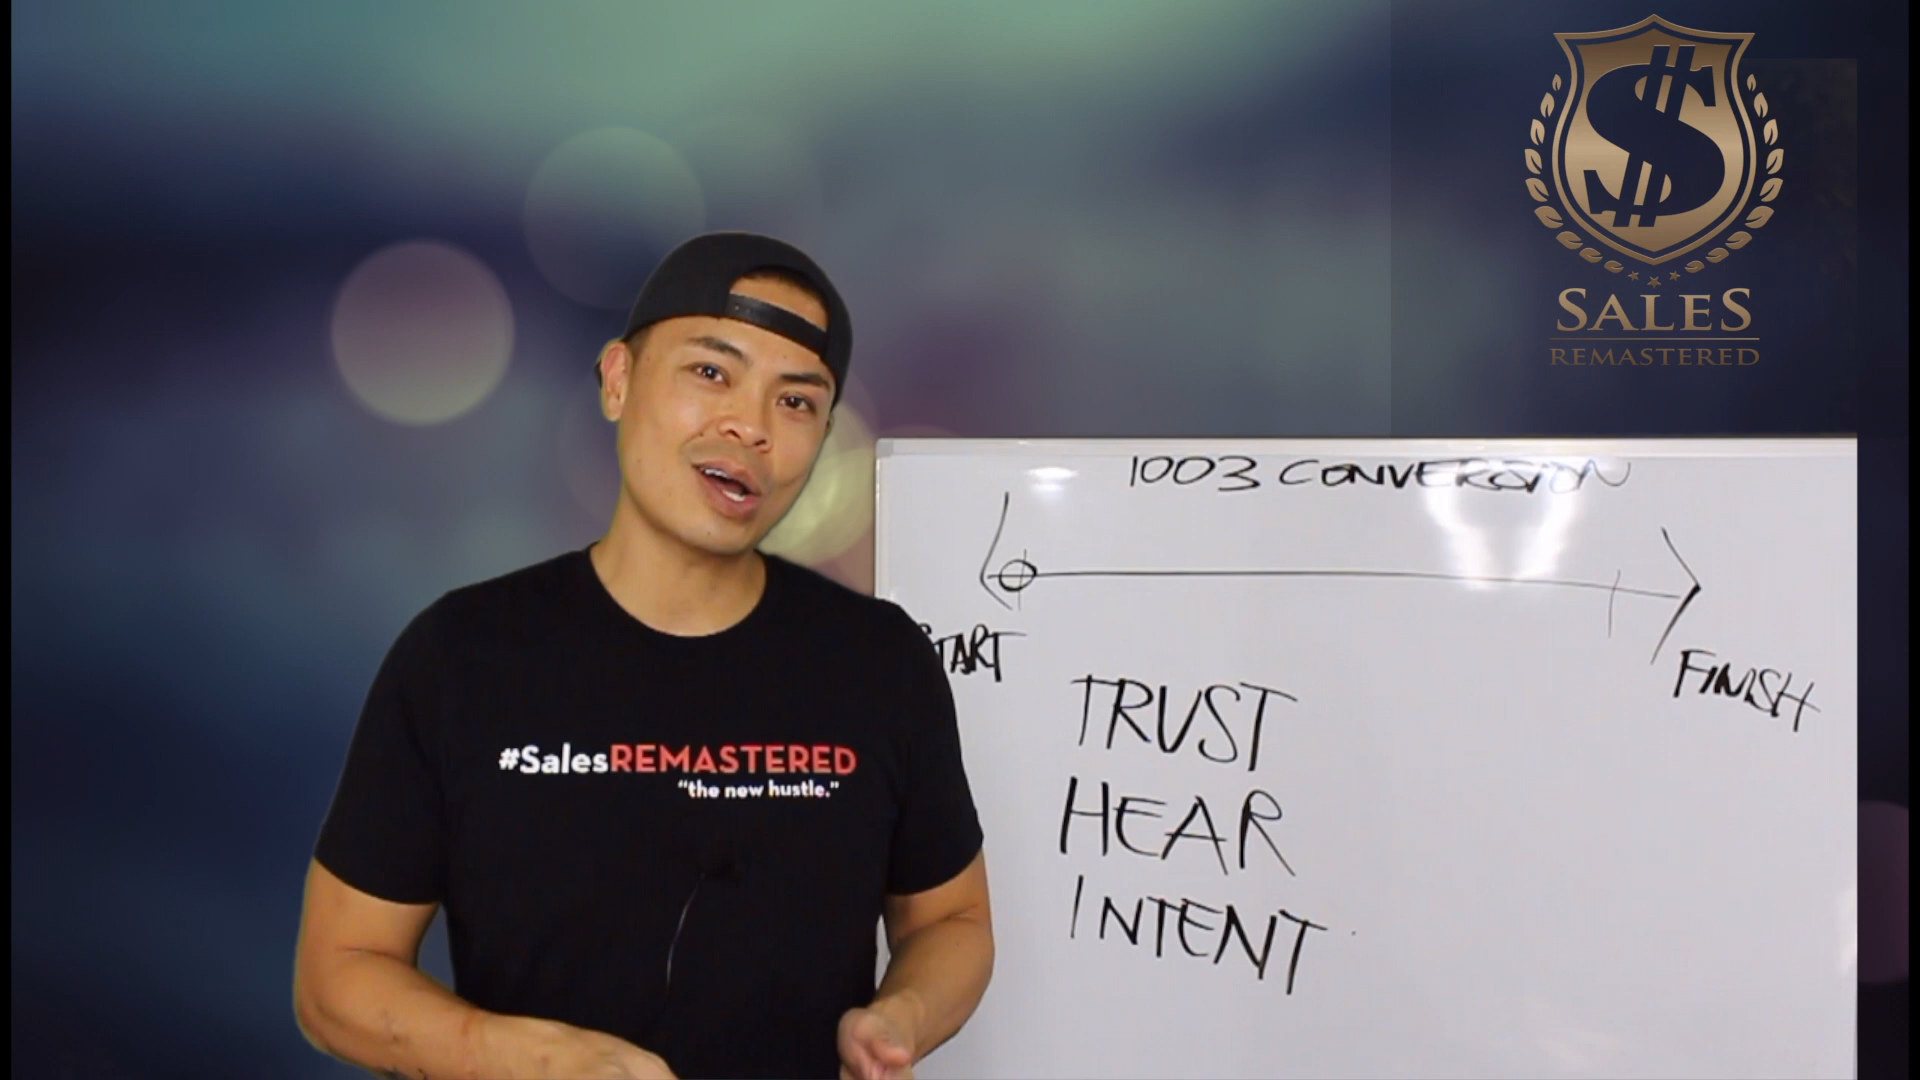 SALES
REMASTERED
1003 CONVERSION
START
FINISH
TRUST
HEAR
INTENT
#SalesREMASTERED
"the new hustle."